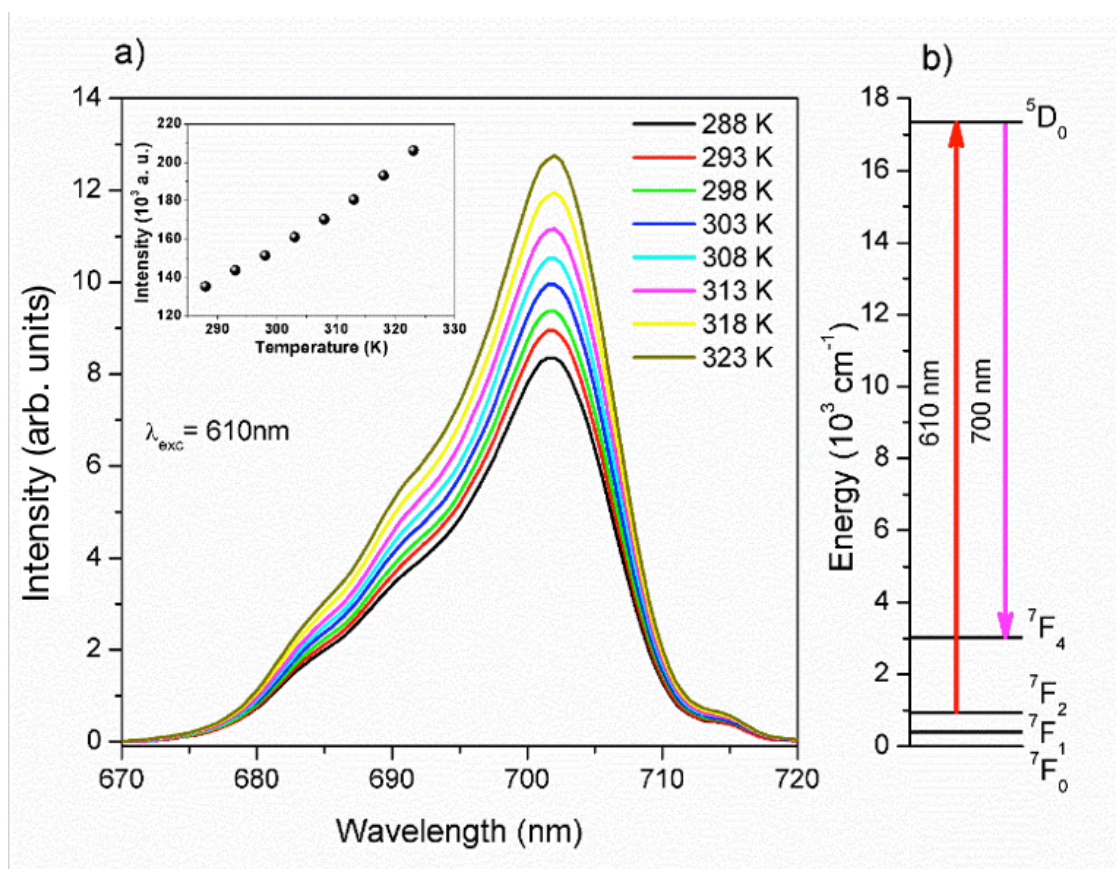 a)
b)
Intensity (arb. units)
14
12
10
8
6
4
2
0
670
680
690
700
710
720
Wavelength (nm)
Intensity (10³ a. u.)
220
200
180
160
140
120
290
300
310
320
330
Temperature (K)
288 K
293 K
298 K
303 K
308 K
313 K
318 K
323 K
λexc= 610nm
Energy (10³ cm⁻¹)
18
16
14
12
10
8
6
4
2
0
610 nm
700 nm
⁵D₀
⁷F₄
⁷F₂
⁷F₁
⁷F₀